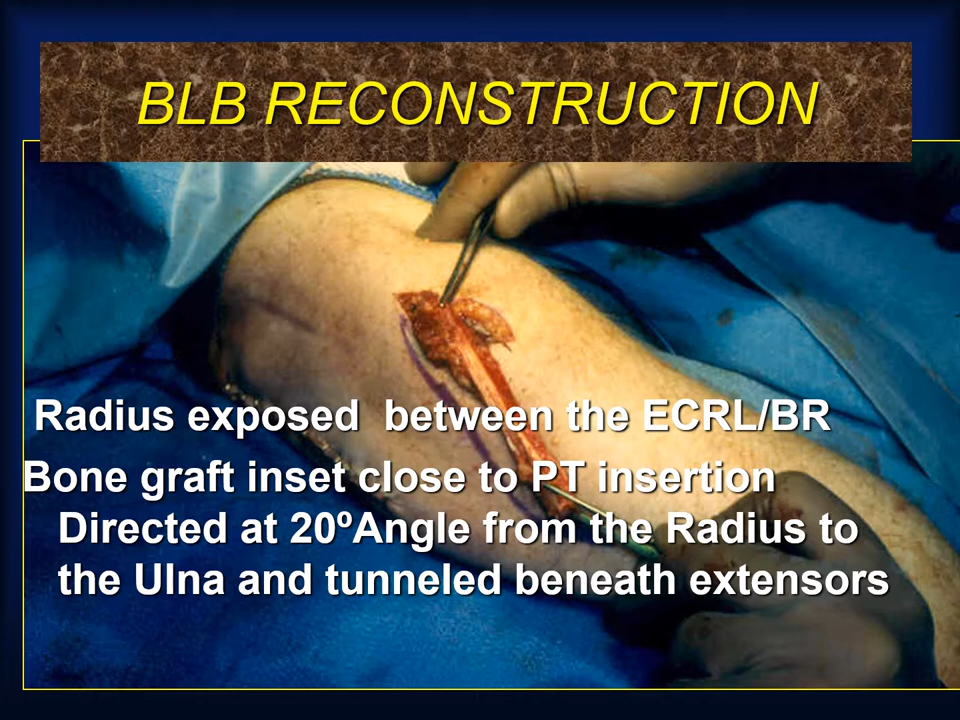 BLB RECONSTRUCTION
Radius exposed  between the ECRL/BR
Bone graft inset close to PT insertion
Directed at 20ºAngle from the Radius to
the Ulna and tunneled beneath extensors